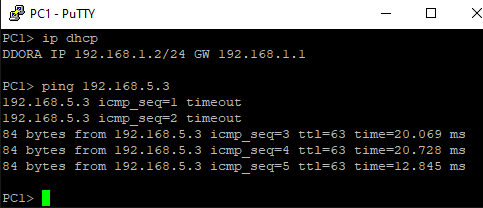 PC1 - PuTTY
PC1> ip dhcp
DDORA IP 192.168.1.2/24 GW 192.168.1.1
PC1> ping 192.168.5.3
192.168.5.3 icmp_seq=1 timeout
192.168.5.3 icmp_seq=2 timeout
84 bytes from 192.168.5.3 icmp_seq=3 ttl=63 time=20.069 ms
84 bytes from 192.168.5.3 icmp_seq=4 ttl=63 time=20.728 ms
84 bytes from 192.168.5.3 icmp_seq=5 ttl=63 time=12.845 ms
PC1>